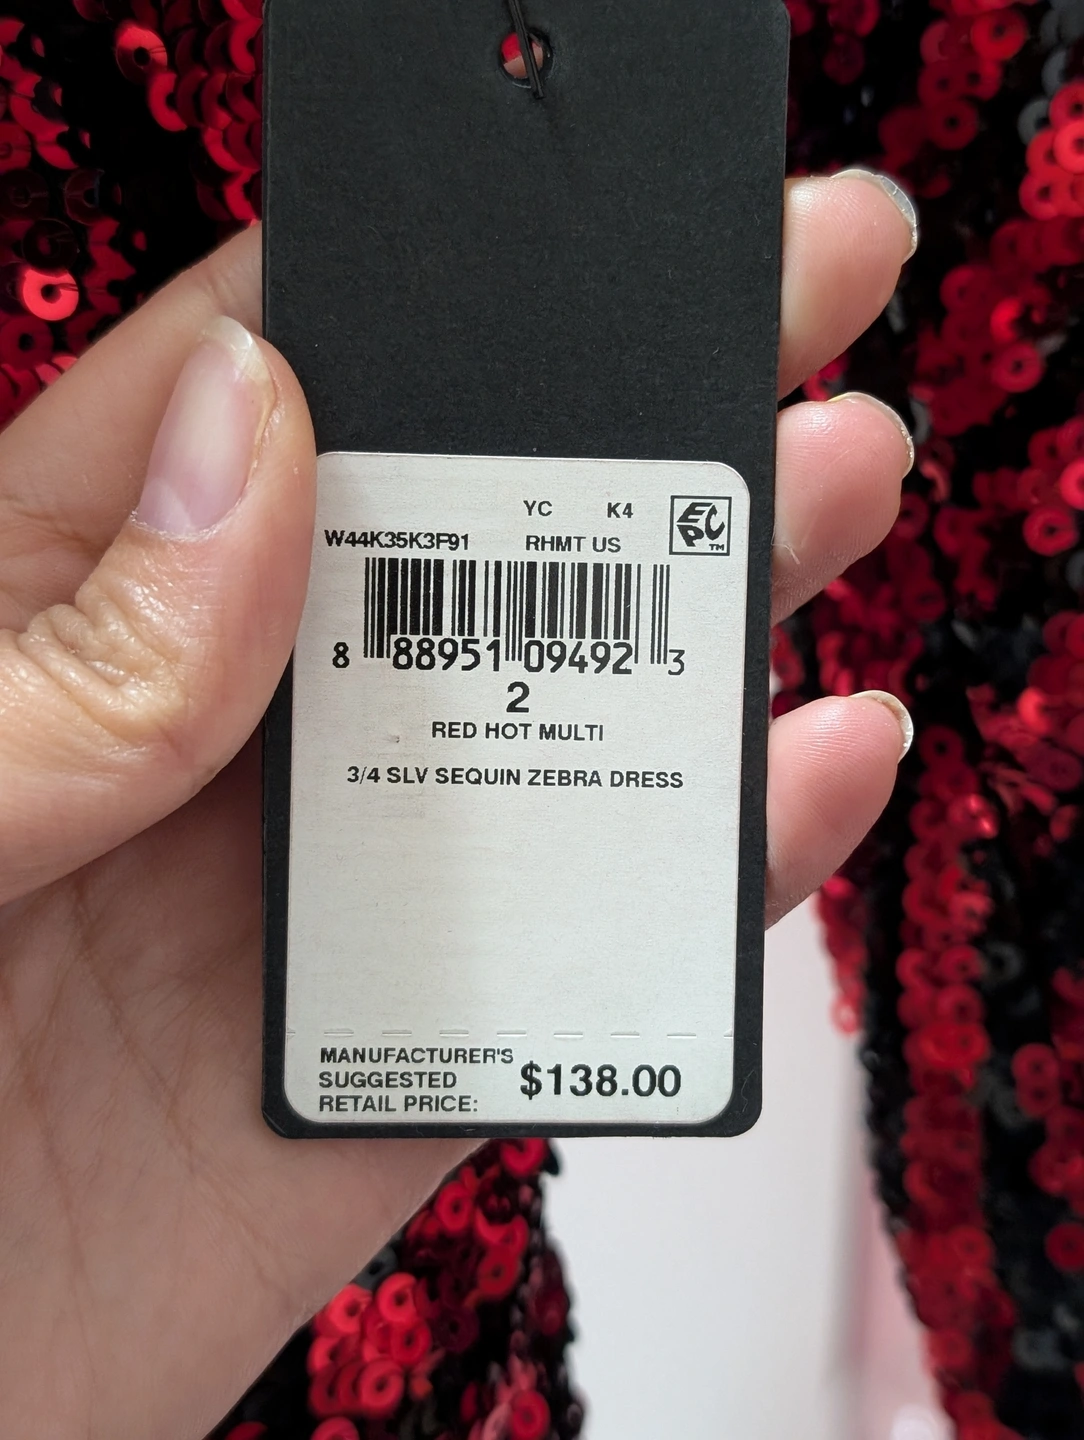 YC K4
EPC™
W44K35K3F91 RHMT US
8 88951 09492 3
2
RED HOT MULTI
3/4 SLV SEQUIN ZEBRA DRESS
MANUFACTURER'S
SUGGESTED
RETAIL PRICE:
$138.00